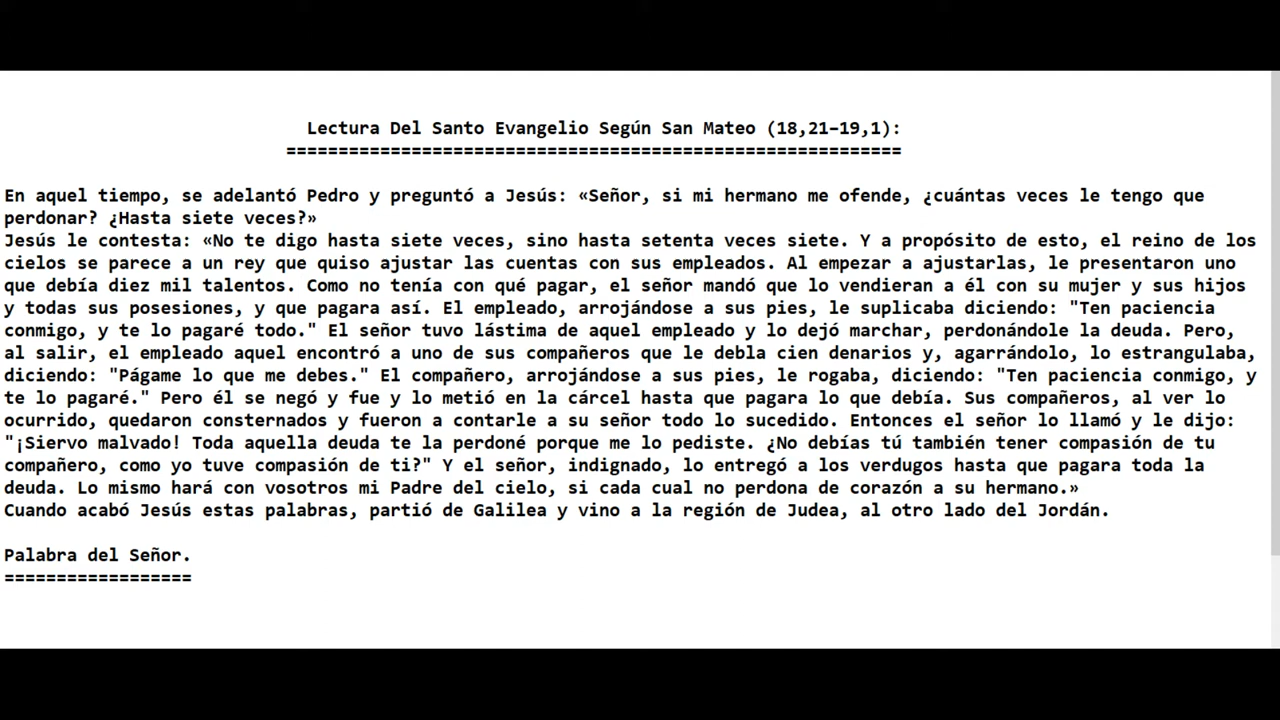 Lectura Del Santo Evangelio Según San Mateo (18,21–19,1):
===========================================================
En aquel tiempo, se adelantó Pedro y preguntó a Jesús: «Señor, si mi hermano me ofende, ¿cuántas veces le tengo que
perdonar? ¿Hasta siete veces?»
Jesús le contesta: «No te digo hasta siete veces, sino hasta setenta veces siete. Y a propósito de esto, el reino de los
cielos se parece a un rey que quiso ajustar las cuentas con sus empleados. Al empezar a ajustarlas, le presentaron uno
que debía diez mil talentos. Como no tenía con qué pagar, el señor mandó que lo vendieran a él con su mujer y sus hijos
y todas sus posesiones, y que pagara así. El empleado, arrojándose a sus pies, le suplicaba diciendo: "Ten paciencia
conmigo, y te lo pagaré todo." El señor tuvo lástima de aquel empleado y lo dejó marchar, perdonándole la deuda. Pero,
al salir, el empleado aquel encontró a uno de sus compañeros que le debla cien denarios y, agarrándolo, lo estrangulaba,
diciendo: "Págame lo que me debes." El compañero, arrojándose a sus pies, le rogaba, diciendo: "Ten paciencia conmigo, y
te lo pagaré." Pero él se negó y fue y lo metió en la cárcel hasta que pagara lo que debía. Sus compañeros, al ver lo
ocurrido, quedaron consternados y fueron a contarle a su señor todo lo sucedido. Entonces el señor lo llamó y le dijo:
"¡Siervo malvado! Toda aquella deuda te la perdoné porque me lo pediste. ¿No debías tú también tener compasión de tu
compañero, como yo tuve compasión de ti?" Y el señor, indignado, lo entregó a los verdugos hasta que pagara toda la
deuda. Lo mismo hará con vosotros mi Padre del cielo, si cada cual no perdona de corazón a su hermano.»
Cuando acabó Jesús estas palabras, partió de Galilea y vino a la región de Judea, al otro lado del Jordán.
Palabra del Señor.
==================